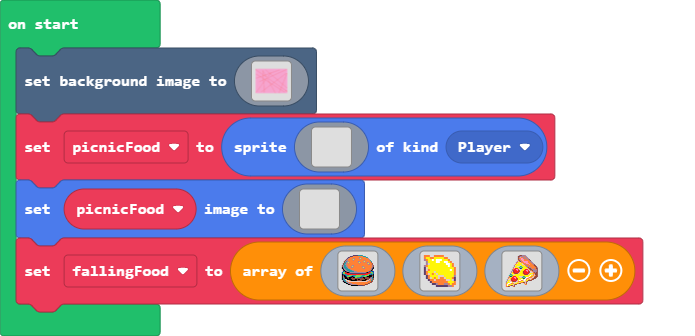 on start
set background image to
set picnicFood to sprite of kind Player
set picnicFood image to
set fallingFood to array of